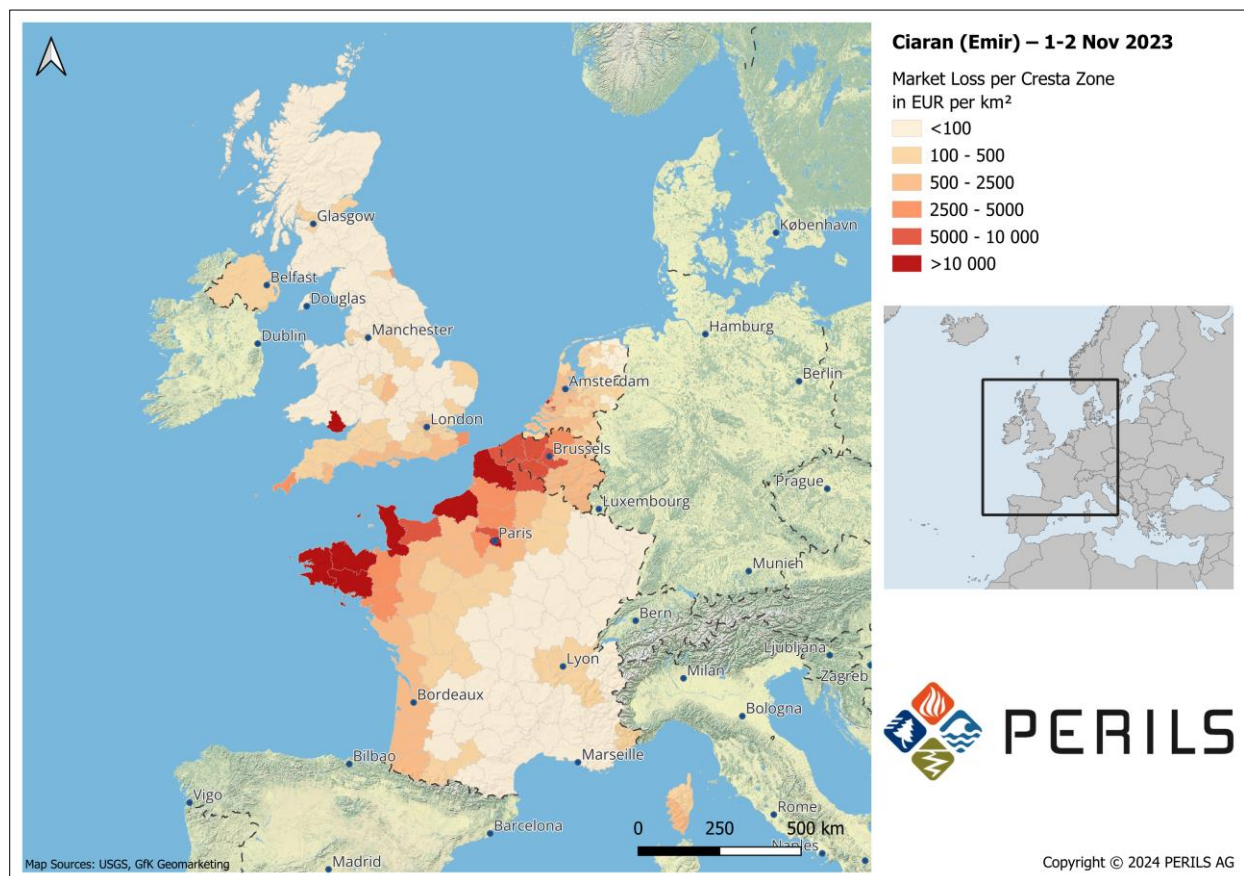 Ciaran (Emir) – 1-2 Nov 2023
Market Loss per Cresta Zone
in EUR per km²
<100
100 - 500
500 - 2500
2500 - 5000
5000 - 10 000
>10 000
Glasgow
København
Belfast
Douglas
Dublin
Manchester
Hamburg
Amsterdam
Berlin
London
Brussels
Prague
Luxembourg
Paris
Munich
Bern
Lyon
Ljubljana
Milan
Zagreb
Bordeaux
Bologna
Bilbao
Marseille
Vigo
Rome
Barcelona
0 250 500 km
Naples
Madrid
Map Sources: USGS, GfK Geomarketing
PERILS
Copyright © 2024 PERILS AG